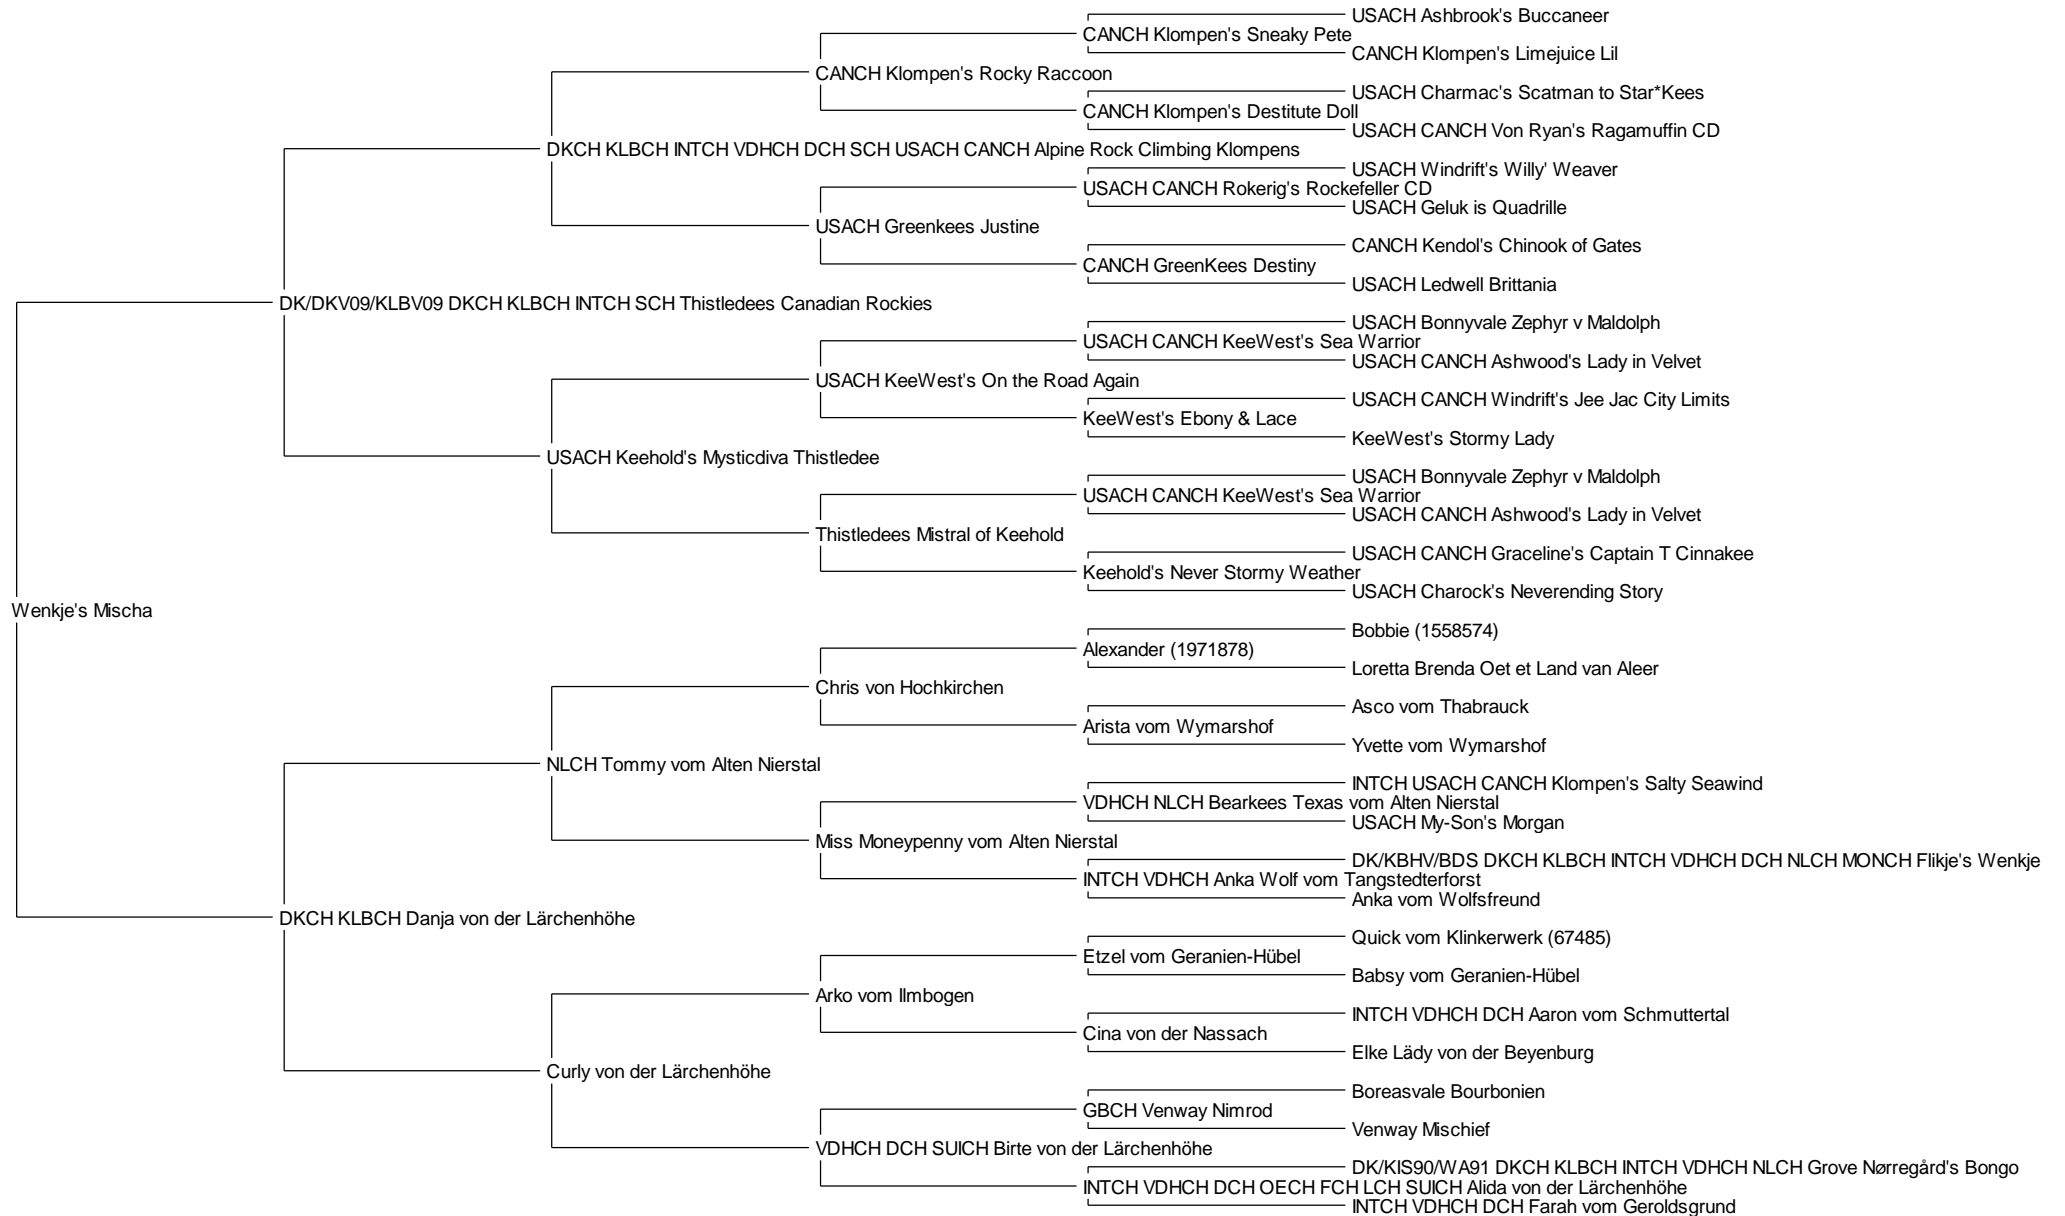 USACH Ashbrook's Buccaneer
CANCH Klompen's Sneaky Pete
CANCH Klompen's Limejuice Lil
CANCH Klompen's Rocky Raccoon
USACH Charmac's Scatman to Star*Kees
CANCH Klompen's Destitute Doll
USACH CANCH Von Ryan's Ragamuffin CD
DKCH KLBCH INTCH VDHCH DCH SCH USACH CANCH Alpine Rock Climbing Klompens
USACH Windrift's Willy' Weaver
USACH CANCH Rokerig's Rockefeller CD
USACH Geluk is Quadrille
USACH Greenkees Justine
CANCH Kendol's Chinook of Gates
CANCH GreenKees Destiny
USACH Ledwell Brittania
DK/DKV09/KLBV09 DKCH KLBCH INTCH SCH Thistledees Canadian Rockies
USACH Bonnyvale Zephyr v Maldolph
USACH CANCH KeeWest's Sea Warrior
USACH CANCH Ashwood's Lady in Velvet
USACH KeeWest's On the Road Again
USACH CANCH Windrift's Jee Jac City Limits
KeeWest's Ebony & Lace
KeeWest's Stormy Lady
USACH Keehold's Mysticdiva Thistledee
USACH Bonnyvale Zephyr v Maldolph
USACH CANCH KeeWest's Sea Warrior
USACH CANCH Ashwood's Lady in Velvet
Thistledees Mistral of Keehold
USACH CANCH Graceline's Captain T Cinnakee
Keehold's Never Stormy Weather
USACH Charock's Neverending Story
Wenkje's Mischa
Bobbie (1558574)
Alexander (1971878)
Loretta Brenda Oet et Land van Aleer
Chris von Hochkirchen
Asco vom Thabrauck
Arista vom Wymarshof
Yvette vom Wymarshof
NLCH Tommy vom Alten Nierstal
INTCH USACH CANCH Klompen's Salty Seawind
VDHCH NLCH Bearkees Texas vom Alten Nierstal
USACH My-Son's Morgan
Miss Moneypenny vom Alten Nierstal
DK/KBHV/BDS DKCH KLBCH INTCH VDHCH DCH NLCH MONCH Flikje's Wenkje
INTCH VDHCH Anka Wolf vom Tangstedterforst
Anka vom Wolfsfreund
DKCH KLBCH Danja von der Lärchenhöhe
Quick vom Klinkerwerk (67485)
Etzel vom Geranien-Hübel
Babsy vom Geranien-Hübel
Arko vom Ilmbogen
INTCH VDHCH DCH Aaron vom Schmuttertal
Cina von der Nassach
Elke Lädy von der Beyenburg
Curly von der Lärchenhöhe
Boreasvale Bourbonien
GBCH Venway Nimrod
Venway Mischief
VDHCH DCH SUICH Birte von der Lärchenhöhe
DK/KIS90/WA91 DKCH KLBCH INTCH VDHCH NLCH Grove Nørregård's Bongo
INTCH VDHCH DCH OECH FCH LCH SUICH Alida von der Lärchenhöhe
INTCH VDHCH DCH Farah vom Geroldsgrund